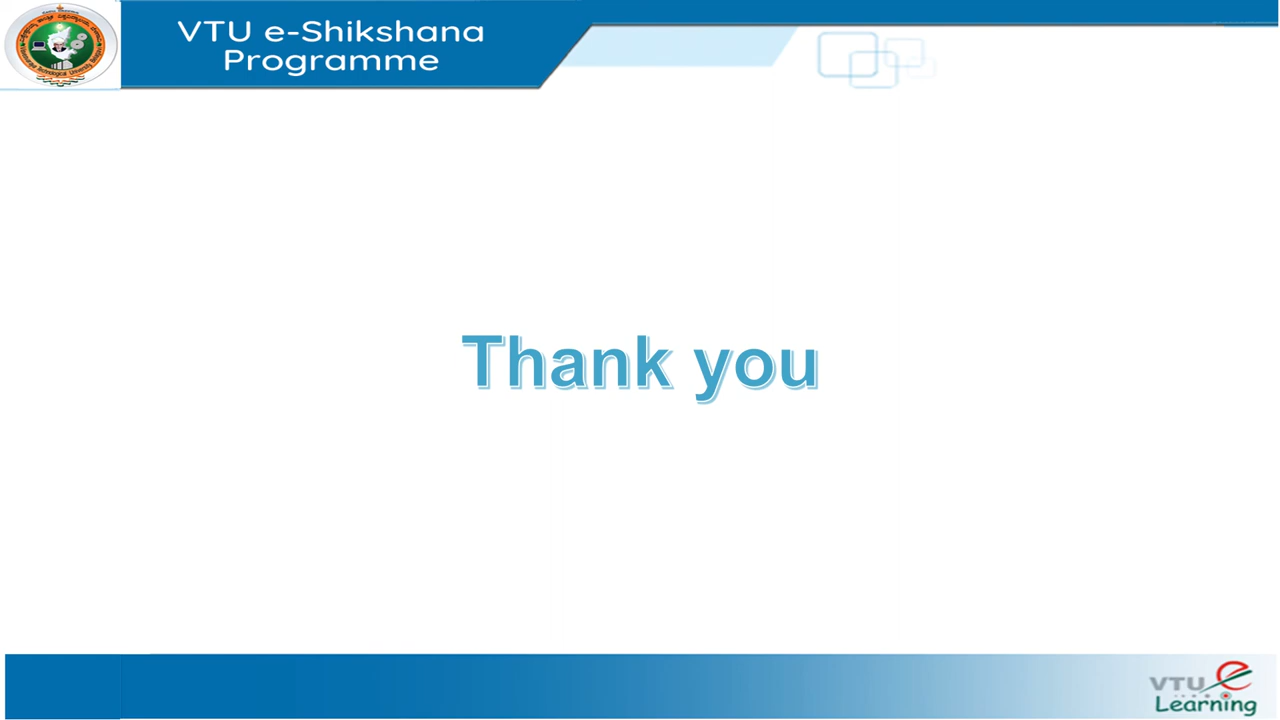 VTU e-Shikshana
Programme
Thank you
VTU e
Learning